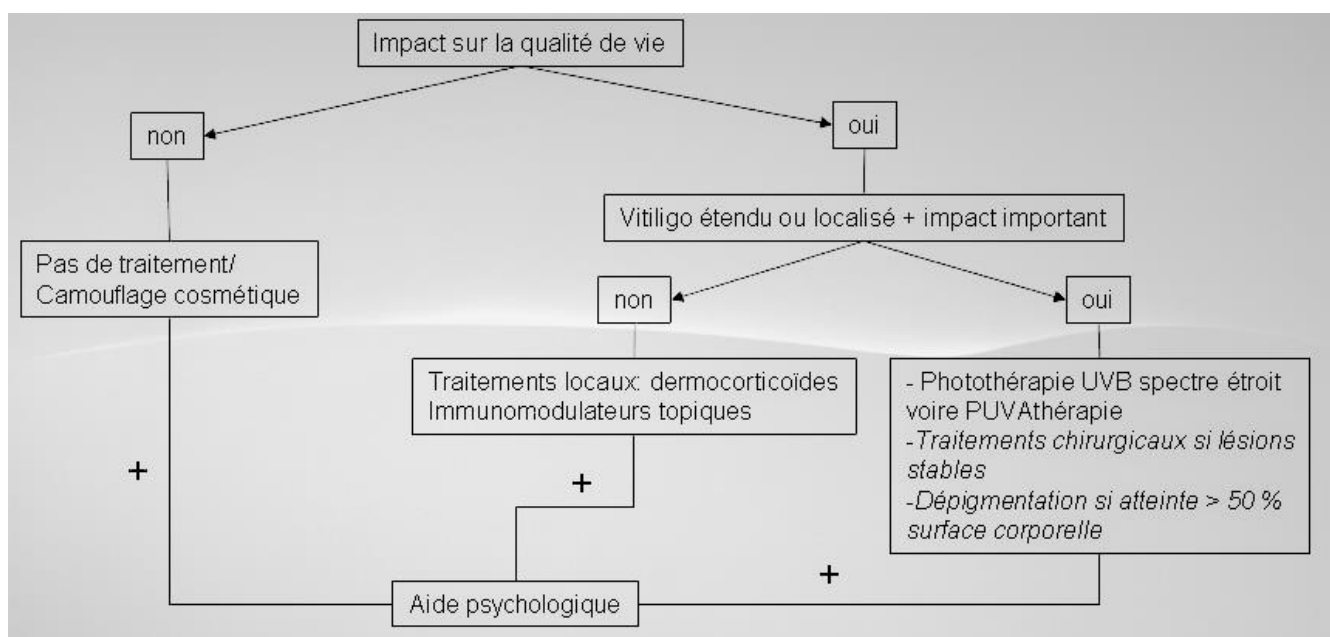 Impact sur la qualité de vie
non
oui
Vitiligo étendu ou localisé + impact important
Pas de traitement/
Camouflage cosmétique
non
oui
Traitements locaux: dermocorticoïdes
Immunomodulateurs topiques
- Photothérapie UVB spectre étroit
voire PUVAthérapie
-Traitements chirurgicaux si lésions
stables
-Dépigmentation si atteinte > 50 %
surface corporelle
+
+
+
Aide psychologique